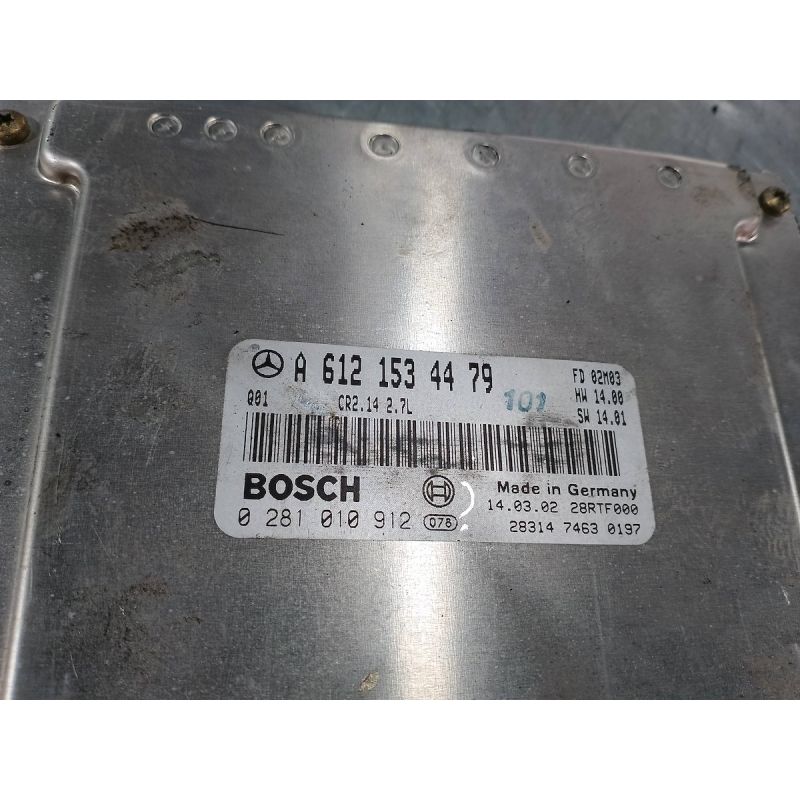 A 612 153 44 79
FD 02M03
Q01 CR2.14 2.7L 101 HW 14.00
SW 14.01
BOSCH
Made in Germany
14.03.02 28RTF000
0 281 010 912 078
28314 7463 0197